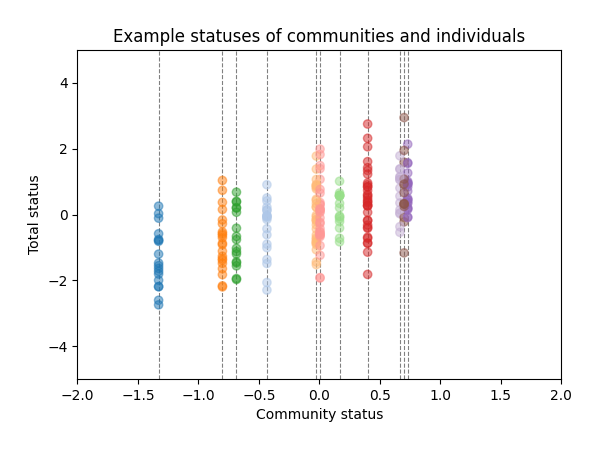 Example statuses of communities and individuals
Total status
4
2
0
−2
−4
−2.0 −1.5 −1.0 −0.5 0.0 0.5 1.0 1.5 2.0
Community status